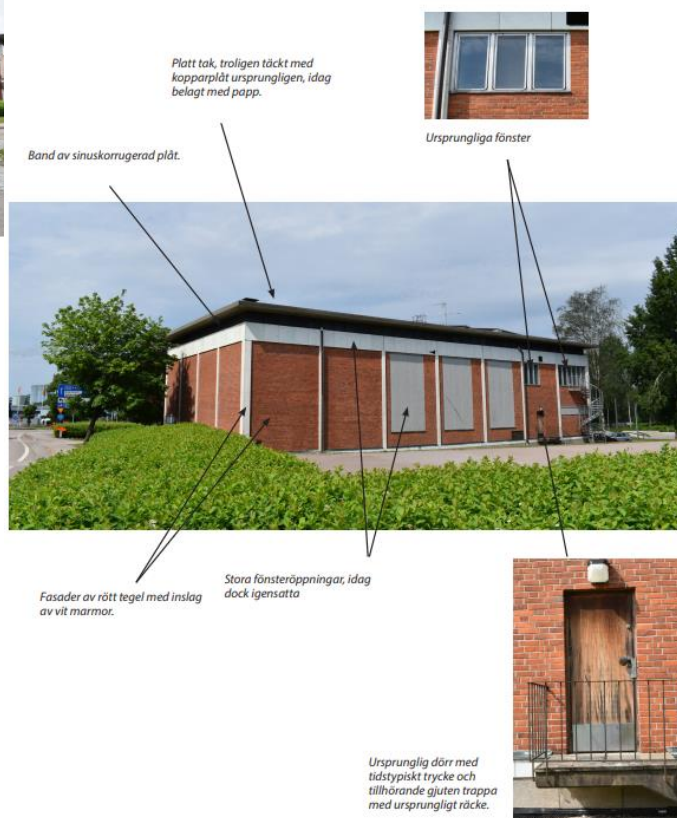 Platt tak, troligen täckt med
kopparplåt ursprungligen, idag
belagt med papp.
Ursprungliga fönster
Band av sinuskorrugerad plåt.
Fasader av rött tegel med inslag
av vit marmor.
Stora fönsteröppningar, idag
dock igensatta
Ursprunglig dörr med
tidstypiskt trycke och
tillhörande gjuten trappa
med ursprungligt räcke.